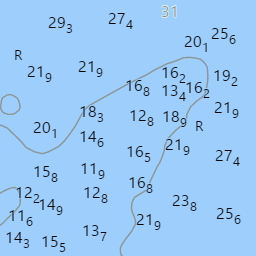 31
29₃ 27₄
20₁ 25₆
R
21₉ 21₉ 16₂ 19₂
16₈ 13₄ 16₂
18₃ 12₈ 18₉ 21₉
20₁ 14₆ R
16₅ 21₉ 27₄
15₈ 11₉ 16₈
12₂ 14₉ 12₈ 23₈
11₆ 21₉ 25₆
14₃ 15₅ 13₇